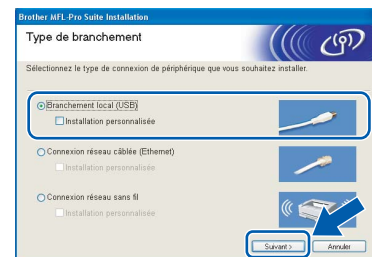 Brother MFL-Pro Suite Installation
Type de branchement
Sélectionnez le type de connexion de périphérique que vous souhaitez installer.
Branchement local (USB)
Installation personnalisée
Connexion réseau câblée (Ethernet)
Installation personnalisée
Connexion réseau sans fil
Installation personnalisée
Suivant >
Annuler